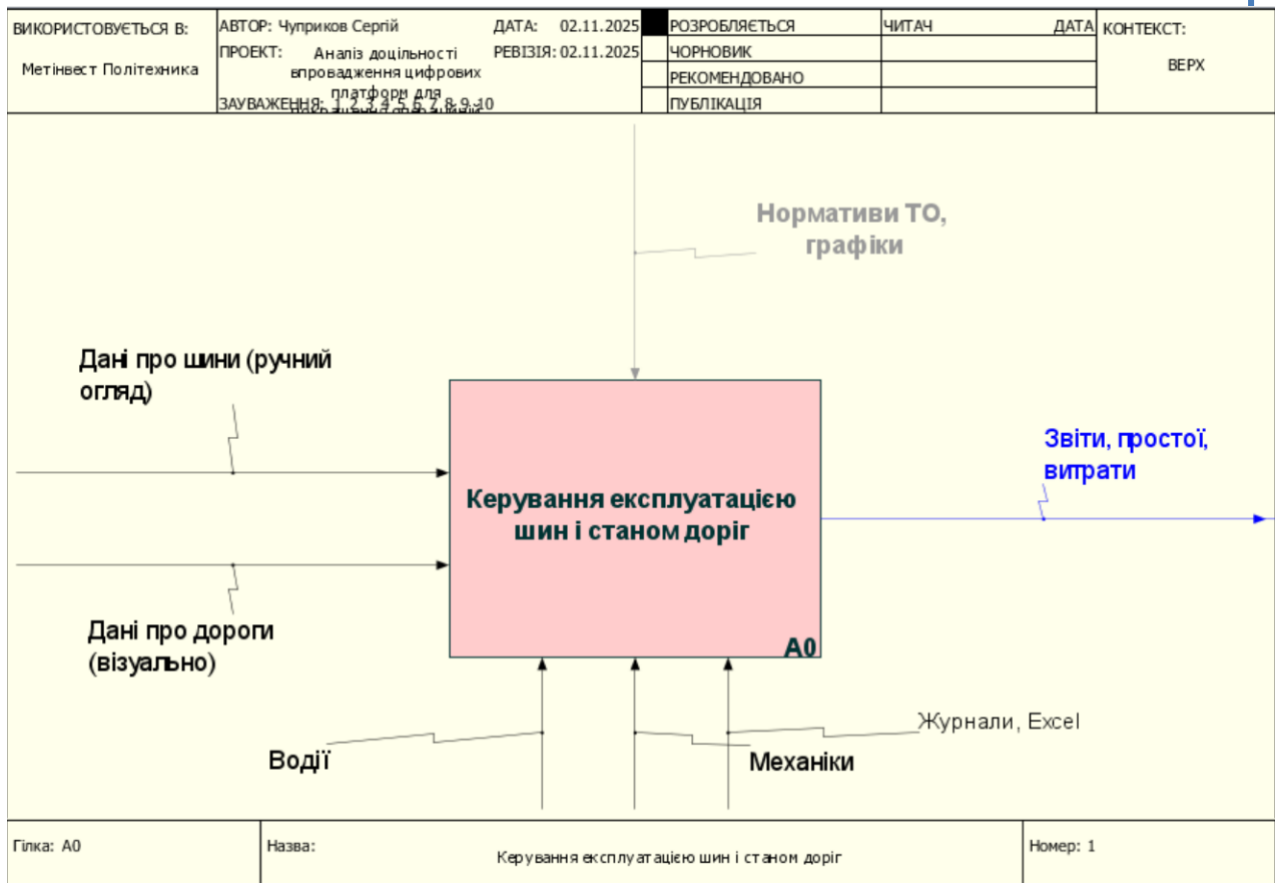 ВИКОРИСТОВУЄТЬСЯ В:
Метінвест Політехника
АВТОР: Чуприков Сергій
ДАТА: 02.11.2025
ПРОЕКТ: Аналіз доцільності
впровадження цифрових
платформ для
РЕВІЗІЯ: 02.11.2025
ЗАУВАЖЕННЯ: 1 2 3 4 5 6 7 8 9 10
РОЗРОБЛЯЄТЬСЯ
ЧОРНОВИК
РЕКОМЕНДОВАНО
ПУБЛІКАЦІЯ
ЧИТАЧ ДАТА
КОНТЕКСТ:
ВЕРХ
Нормативи ТО,
графіки
Дані про шини (ручний
огляд)
Звіти, простої,
витрати
Керування експлуатацією
шин і станом доріг
A0
Дані про дороги
(візуально)
Журнали, Excel
Водії
Механіки
Гілка: A0
Назва:
Керування експлуатацією шин і станом доріг
Номер: 1